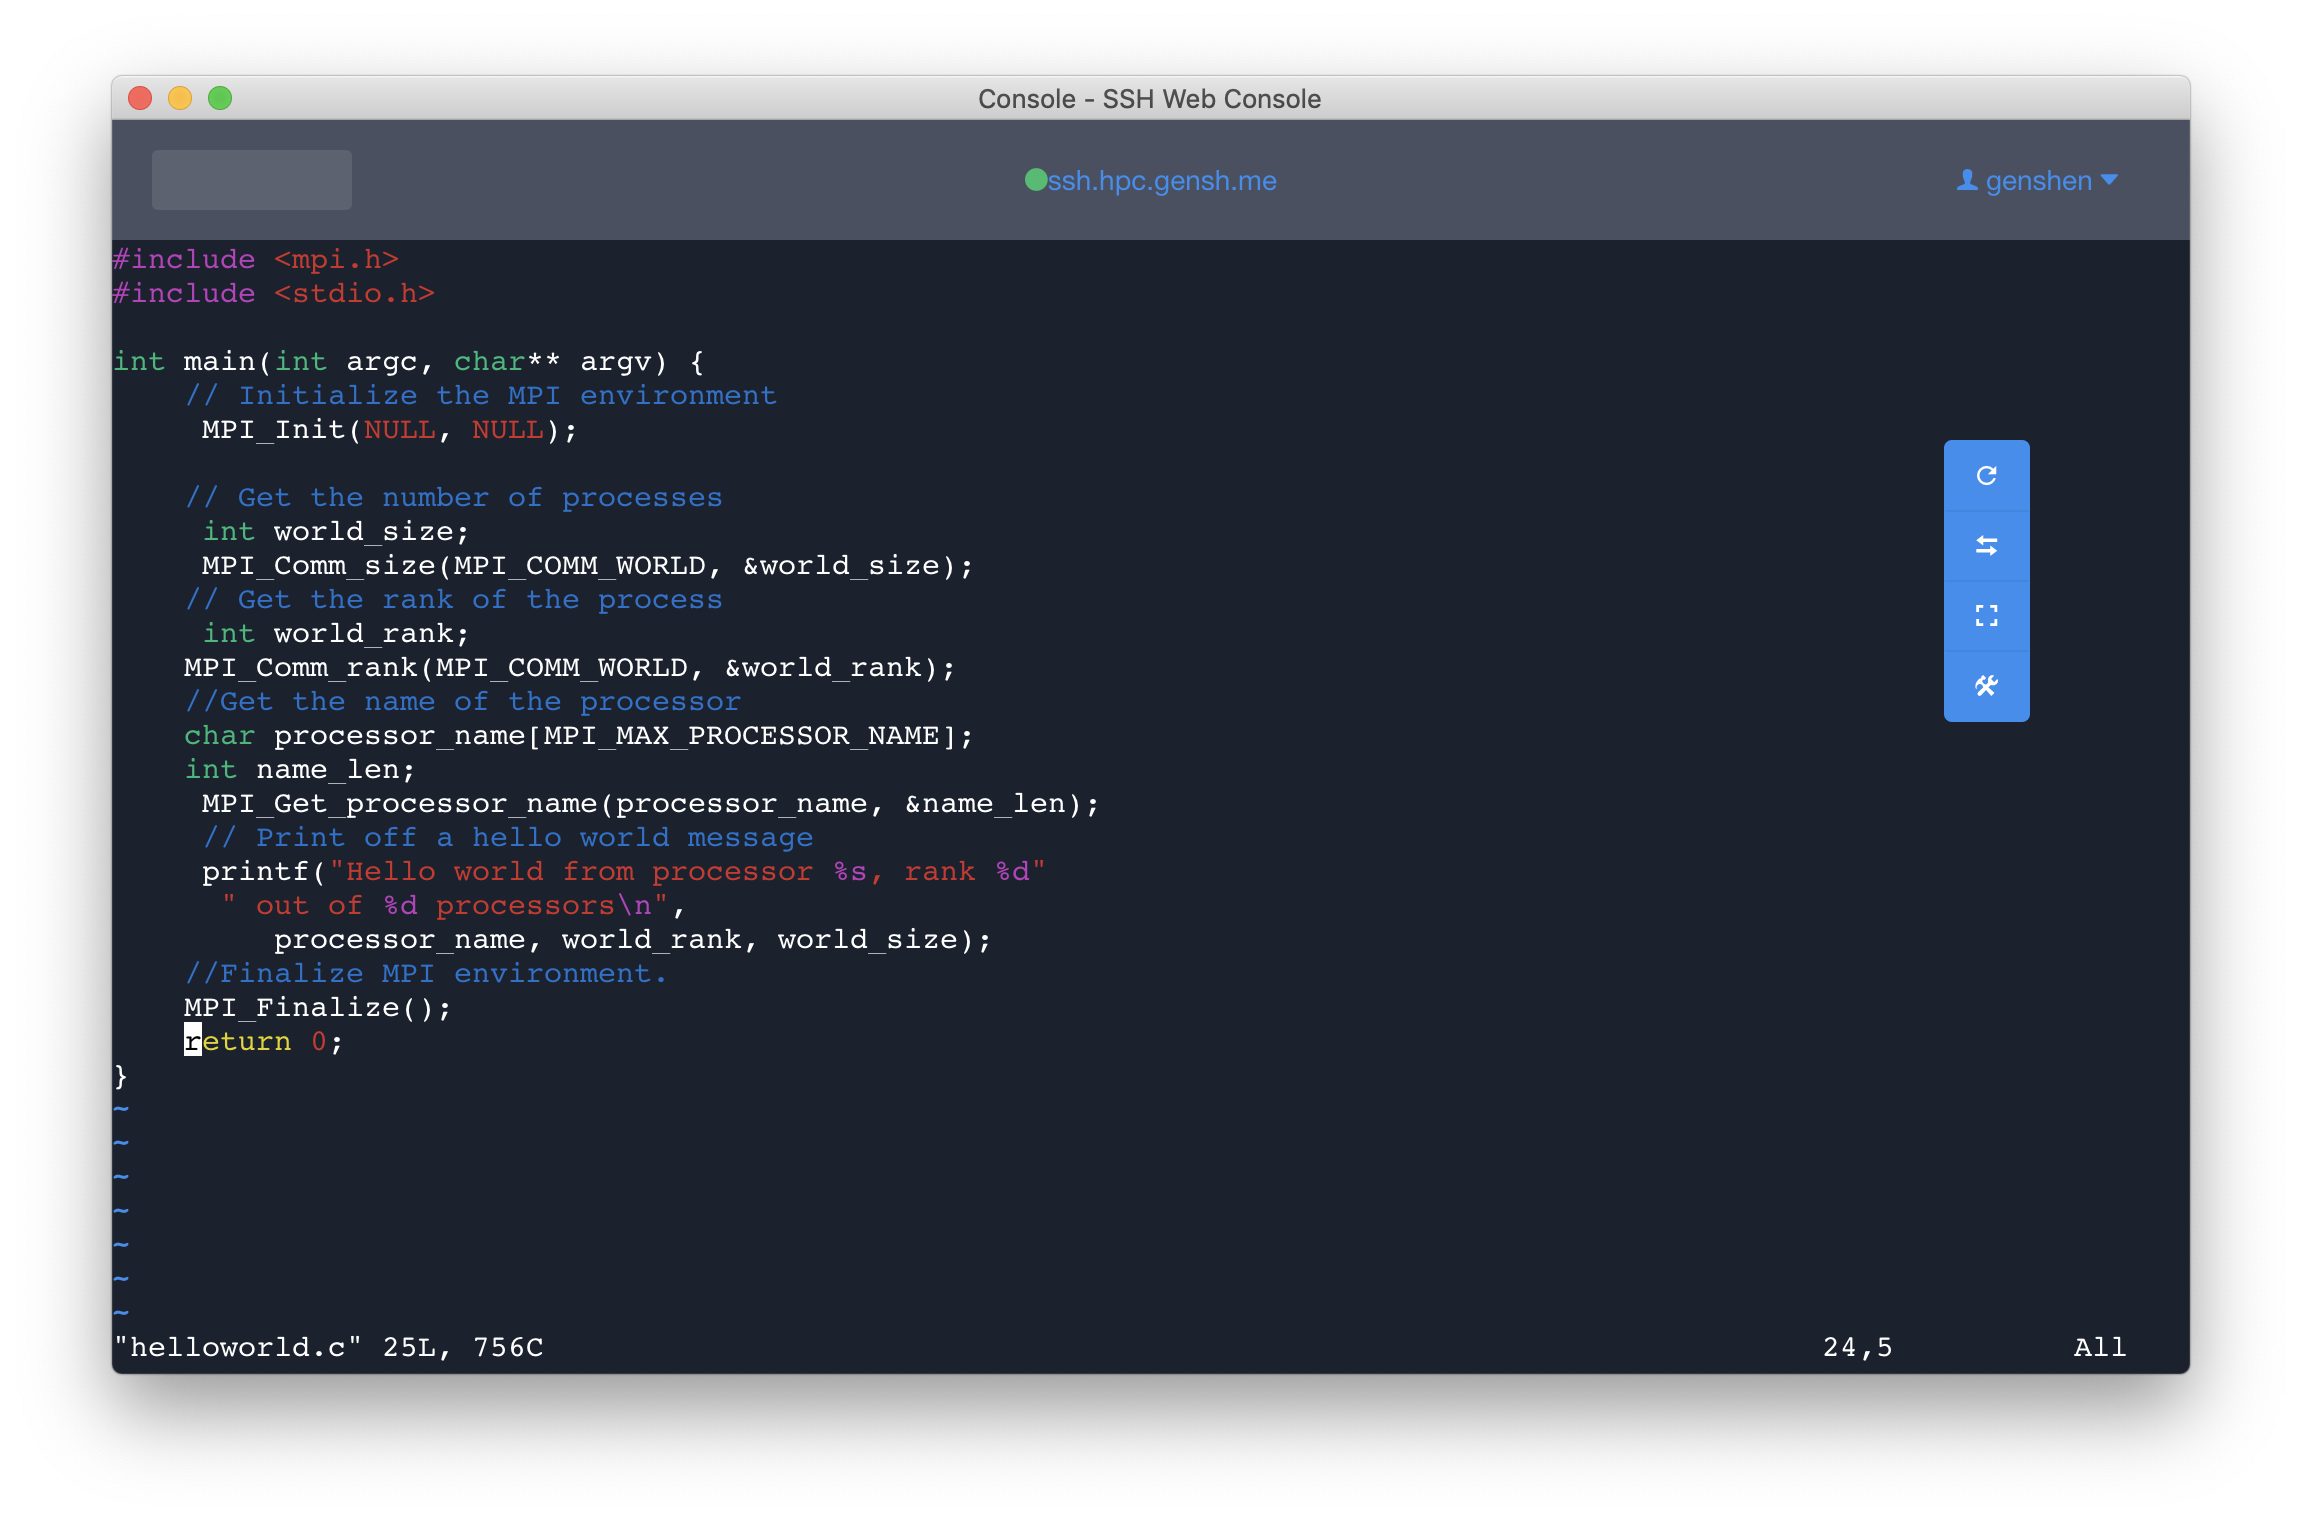 Console - SSH Web Console
ssh.hpc.gensh.me
genshen
#include <mpi.h>
#include <stdio.h>

int main(int argc, char** argv) {
    // Initialize the MPI environment
     MPI_Init(NULL, NULL);

    // Get the number of processes
     int world_size;
     MPI_Comm_size(MPI_COMM_WORLD, &world_size);
    // Get the rank of the process
     int world_rank;
    MPI_Comm_rank(MPI_COMM_WORLD, &world_rank);
    //Get the name of the processor
    char processor_name[MPI_MAX_PROCESSOR_NAME];
    int name_len;
     MPI_Get_processor_name(processor_name, &name_len);
     // Print off a hello world message
     printf("Hello world from processor %s, rank %d"
      " out of %d processors\n",
         processor_name, world_rank, world_size);
    //Finalize MPI environment.
    MPI_Finalize();
    return 0;
}
~
~
~
~
~
~
~
"helloworld.c" 25L, 756C 24,5 All